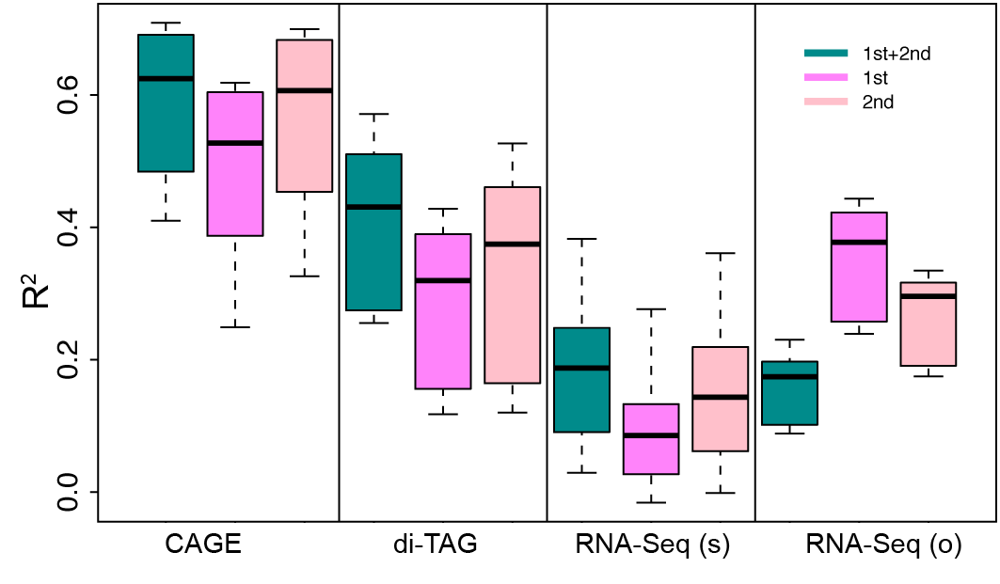 1st+2nd
1st
2nd
0.6
0.4
0.2
0.0
R²
CAGE
di-TAG
RNA-Seq (s)
RNA-Seq (o)